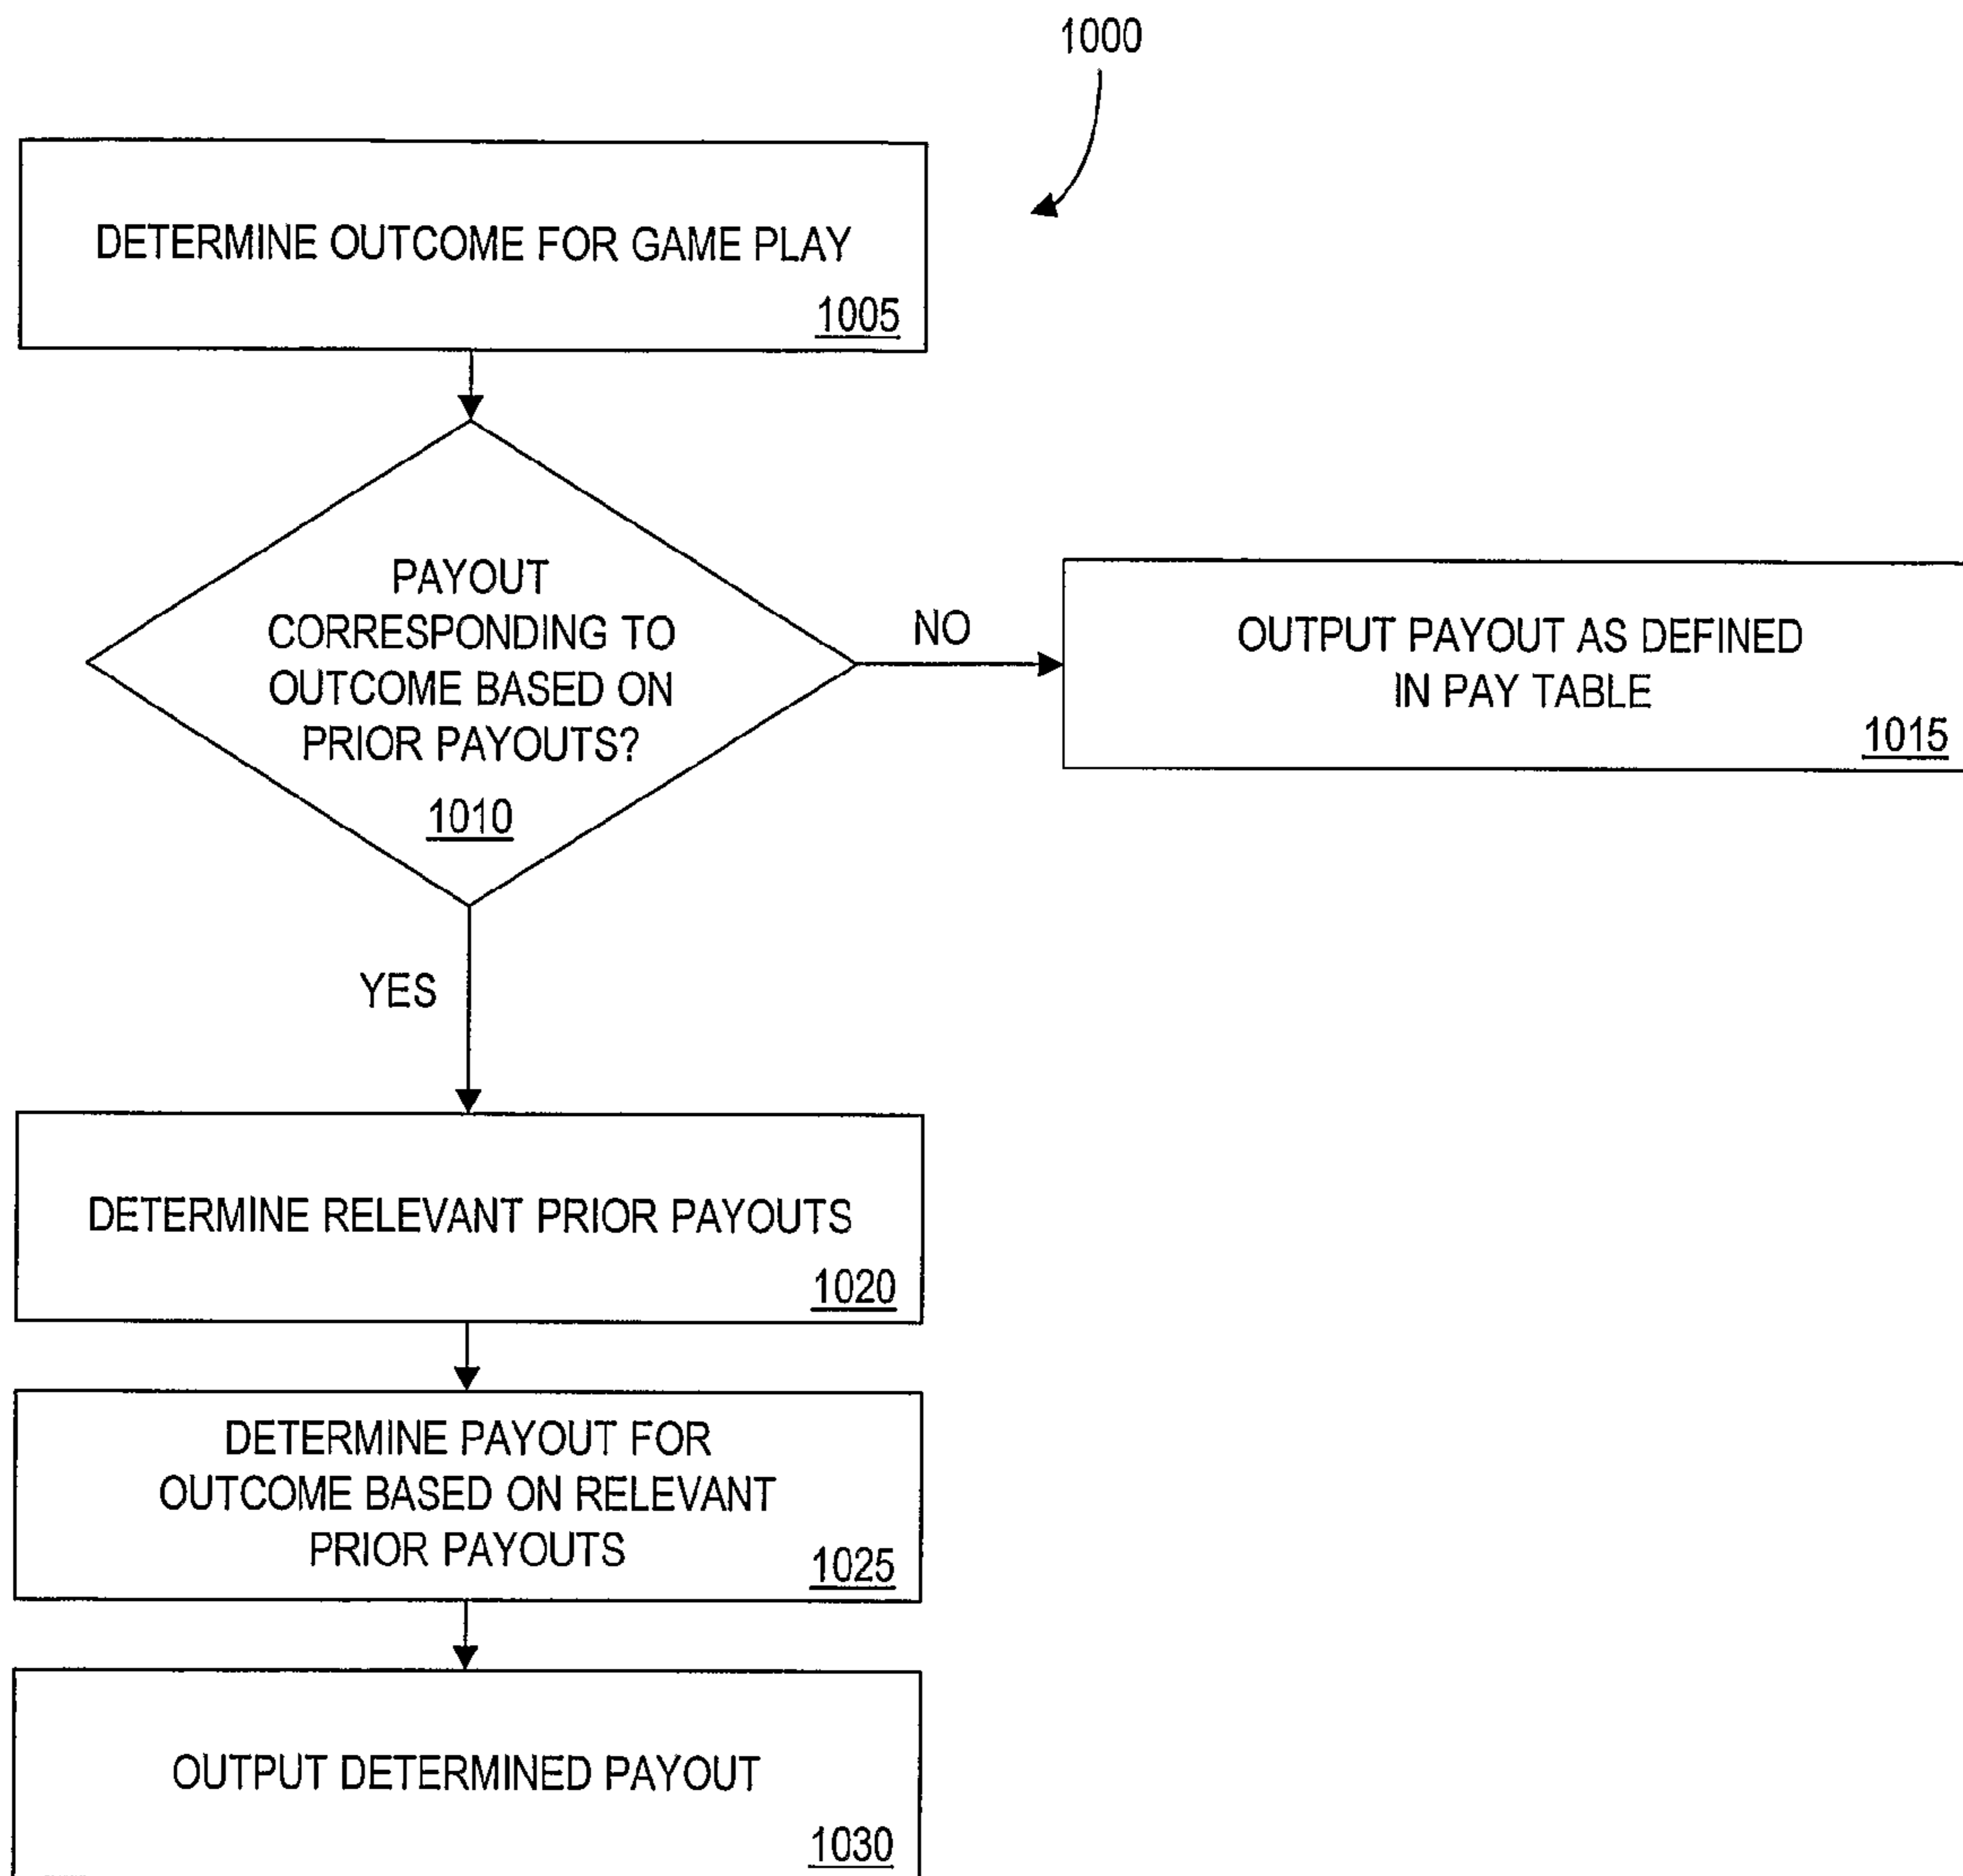 1000
DETERMINE OUTCOME FOR GAME PLAY
1005
PAYOUT
CORRESPONDING TO
OUTCOME BASED ON
PRIOR PAYOUTS?
1010
NO
OUTPUT PAYOUT AS DEFINED
IN PAY TABLE
1015
YES
DETERMINE RELEVANT PRIOR PAYOUTS
1020
DETERMINE PAYOUT FOR
OUTCOME BASED ON RELEVANT
PRIOR PAYOUTS
1025
OUTPUT DETERMINED PAYOUT
1030